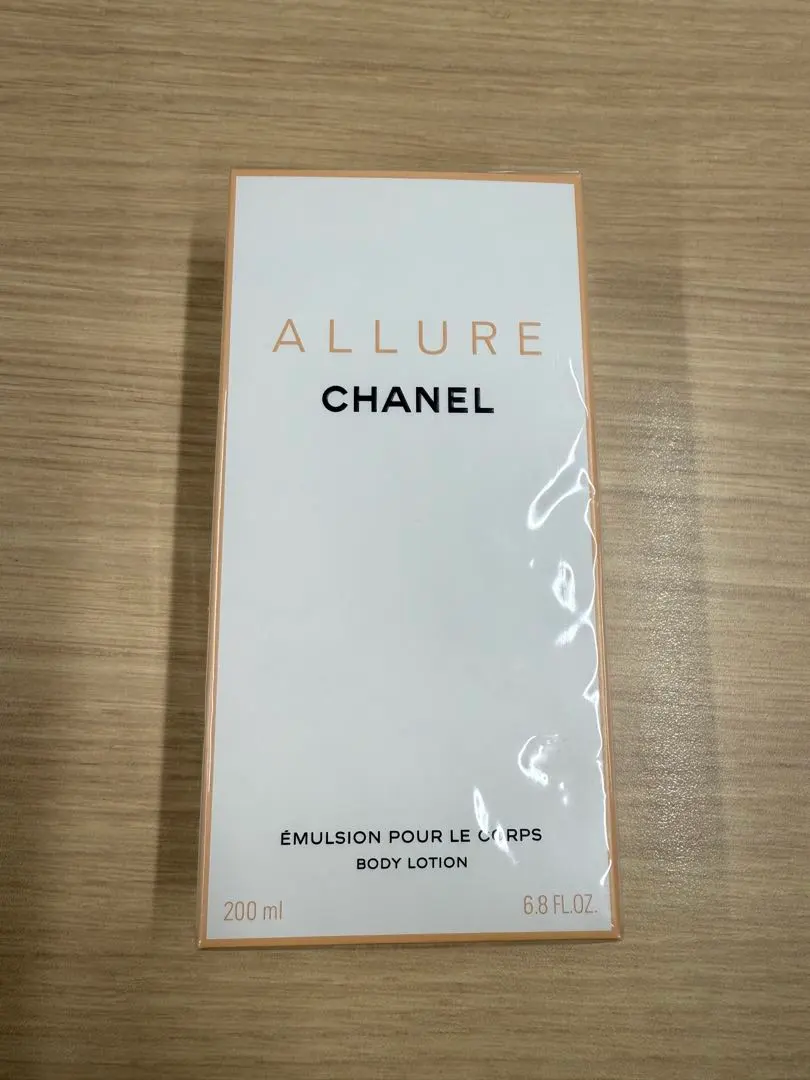 ALLURE
CHANEL
ÉMULSION POUR LE CORPS
BODY LOTION
200 ml
6.8 FL.OZ.